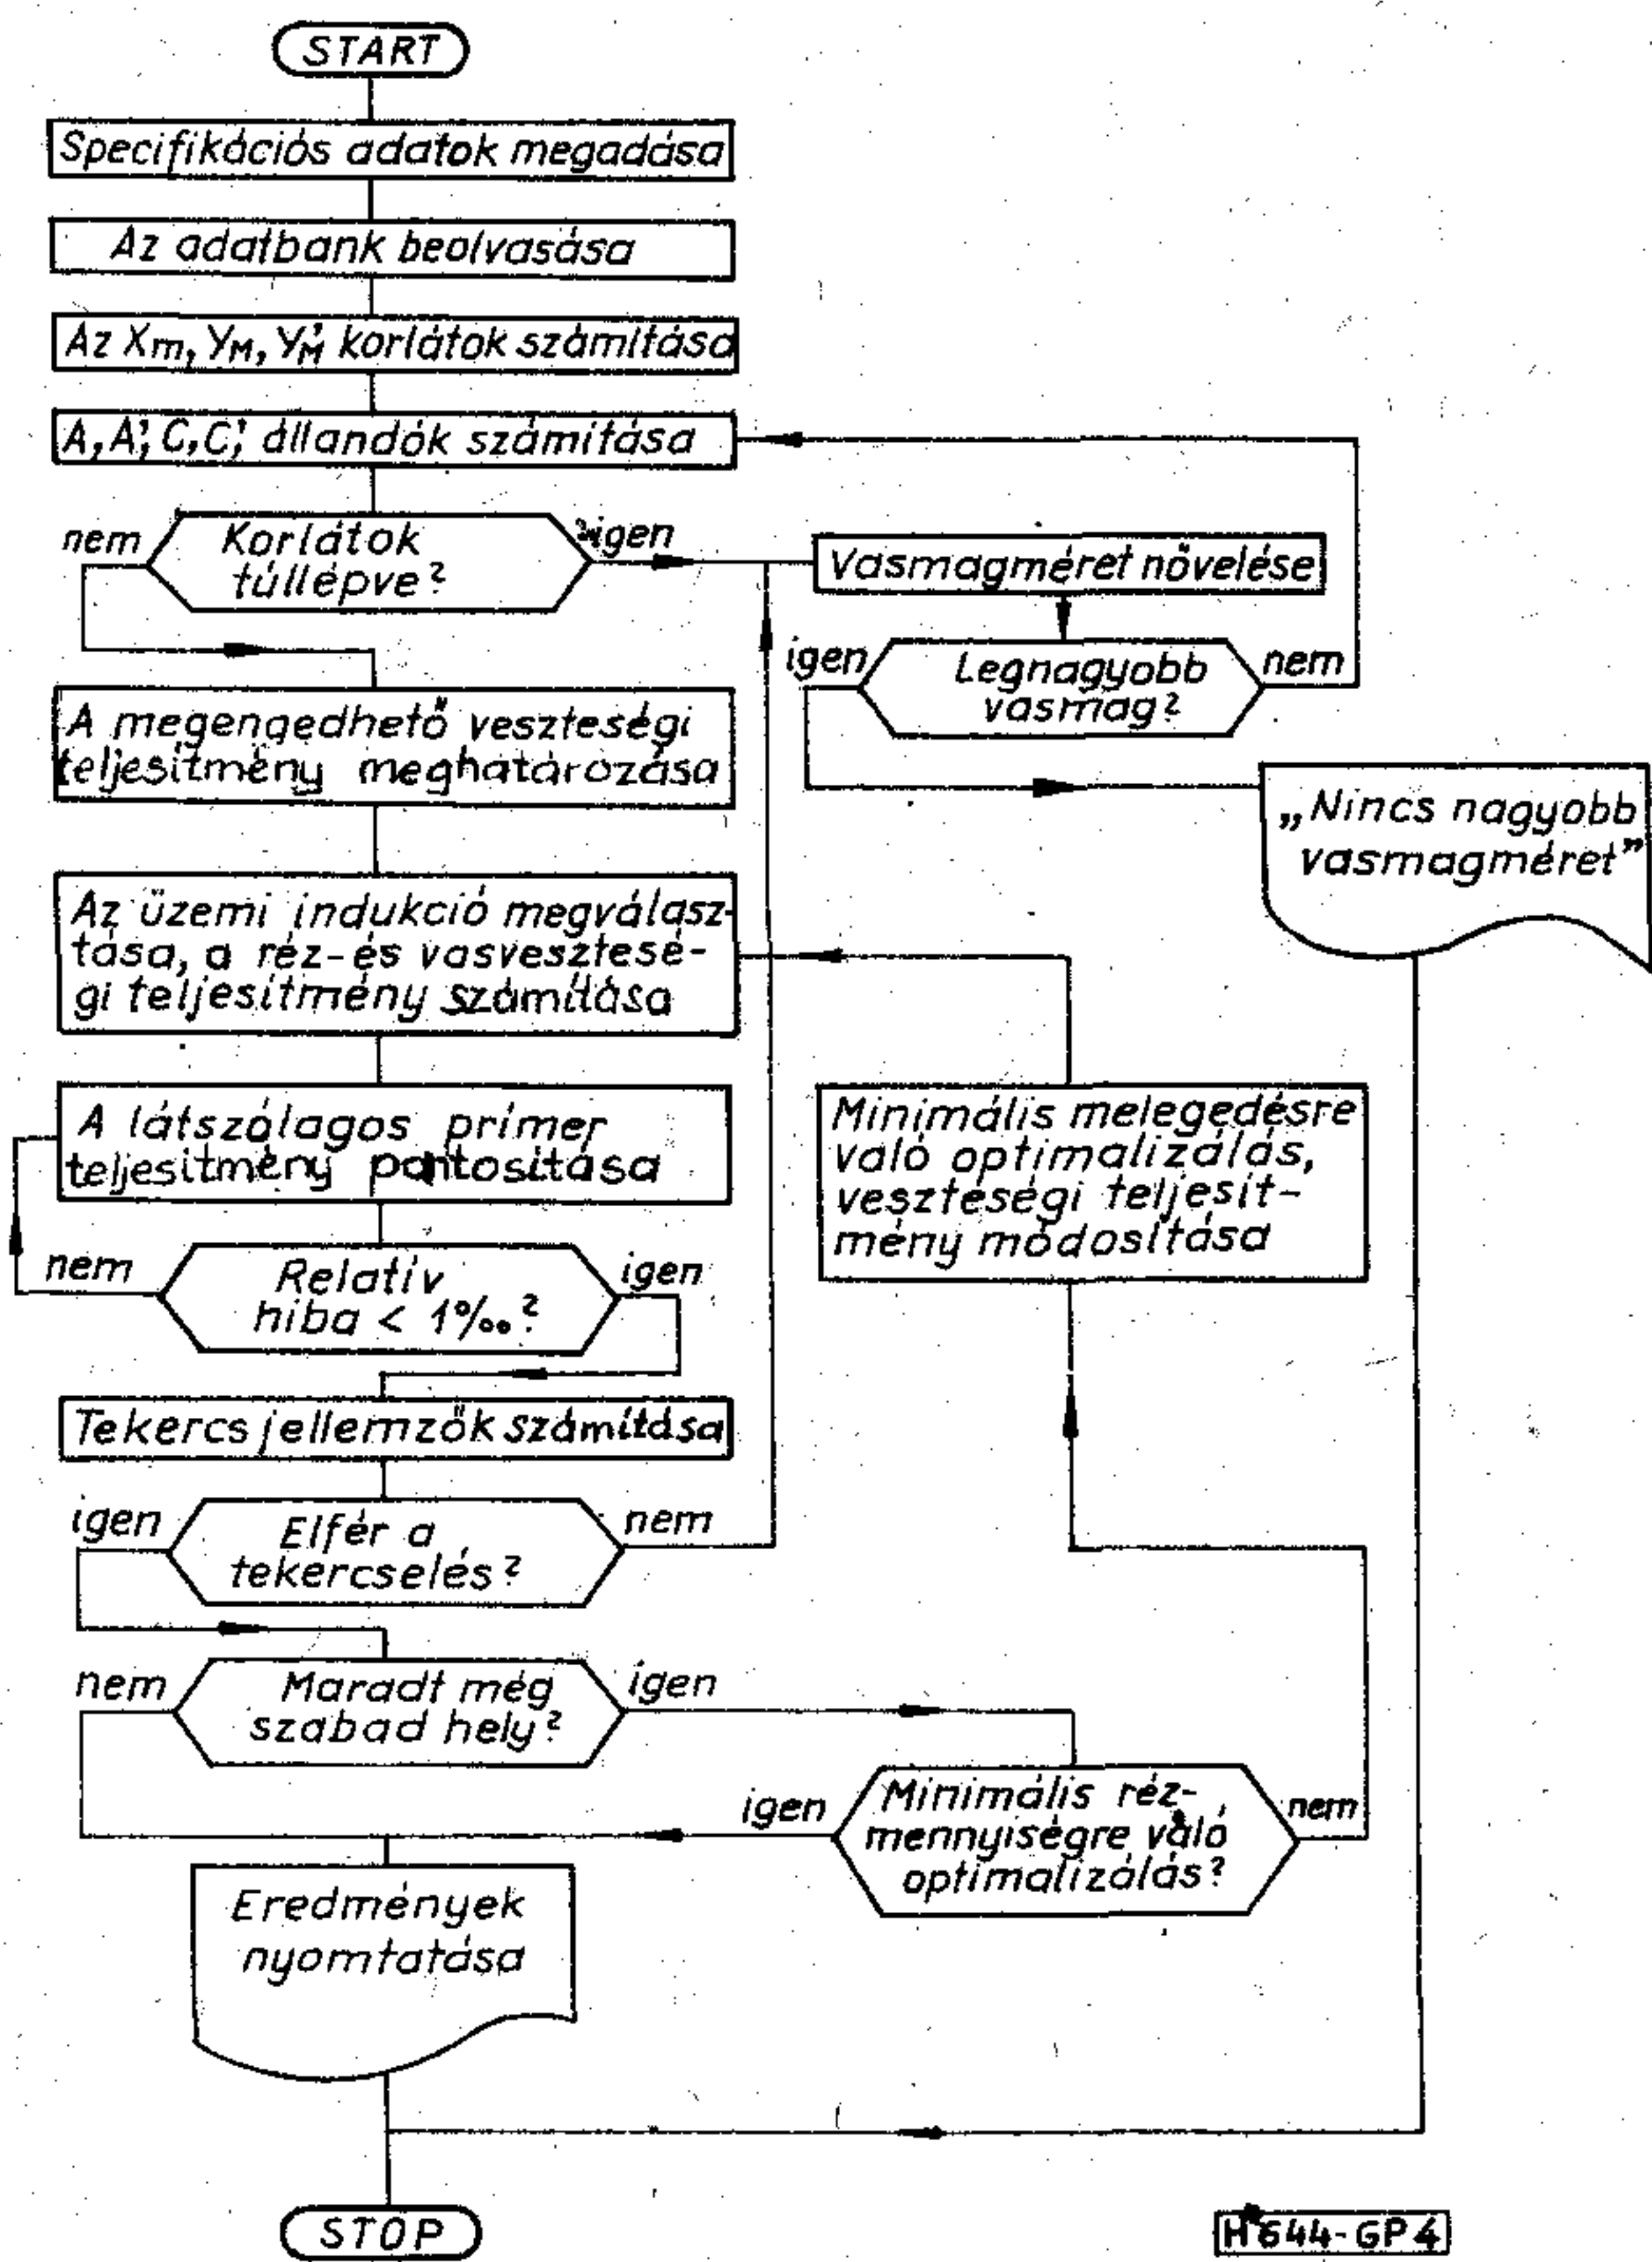 START
Specifikációs adatok megadása
Az adatbank beolvasása
Az Xm, YM, Y'M korlátok számítása
A, A', C, C', állandók számítása
nem
Korlátok
túllépve?
igen
Vasmagméret növelése
igen
Legnagyobb
vasmag?
nem
A megengedhető veszteségi
teljesítmény meghatározása
„Nincs nagyobb
vasmagméret”
Az üzemi indukció megválasz-
tása, a réz- és vasvesztesé-
gi teljesítmény számítása
A látszólagos prímer
teljesítmény pontosítása
Minimális melegedésre
való optimalizálás,
veszteségi teljesít-
mény módosítása
nem
Relatív
hiba < 1‰?
igen
Tekercs jellemzők számítása
igen
Elfér a
tekercselés?
nem
nem
Maradt még
szabad hely?
igen
igen
Minimális réz-
mennyiségre való
optimalizálás?
nem
Eredmények
nyomtatása
STOP
H644-GP4